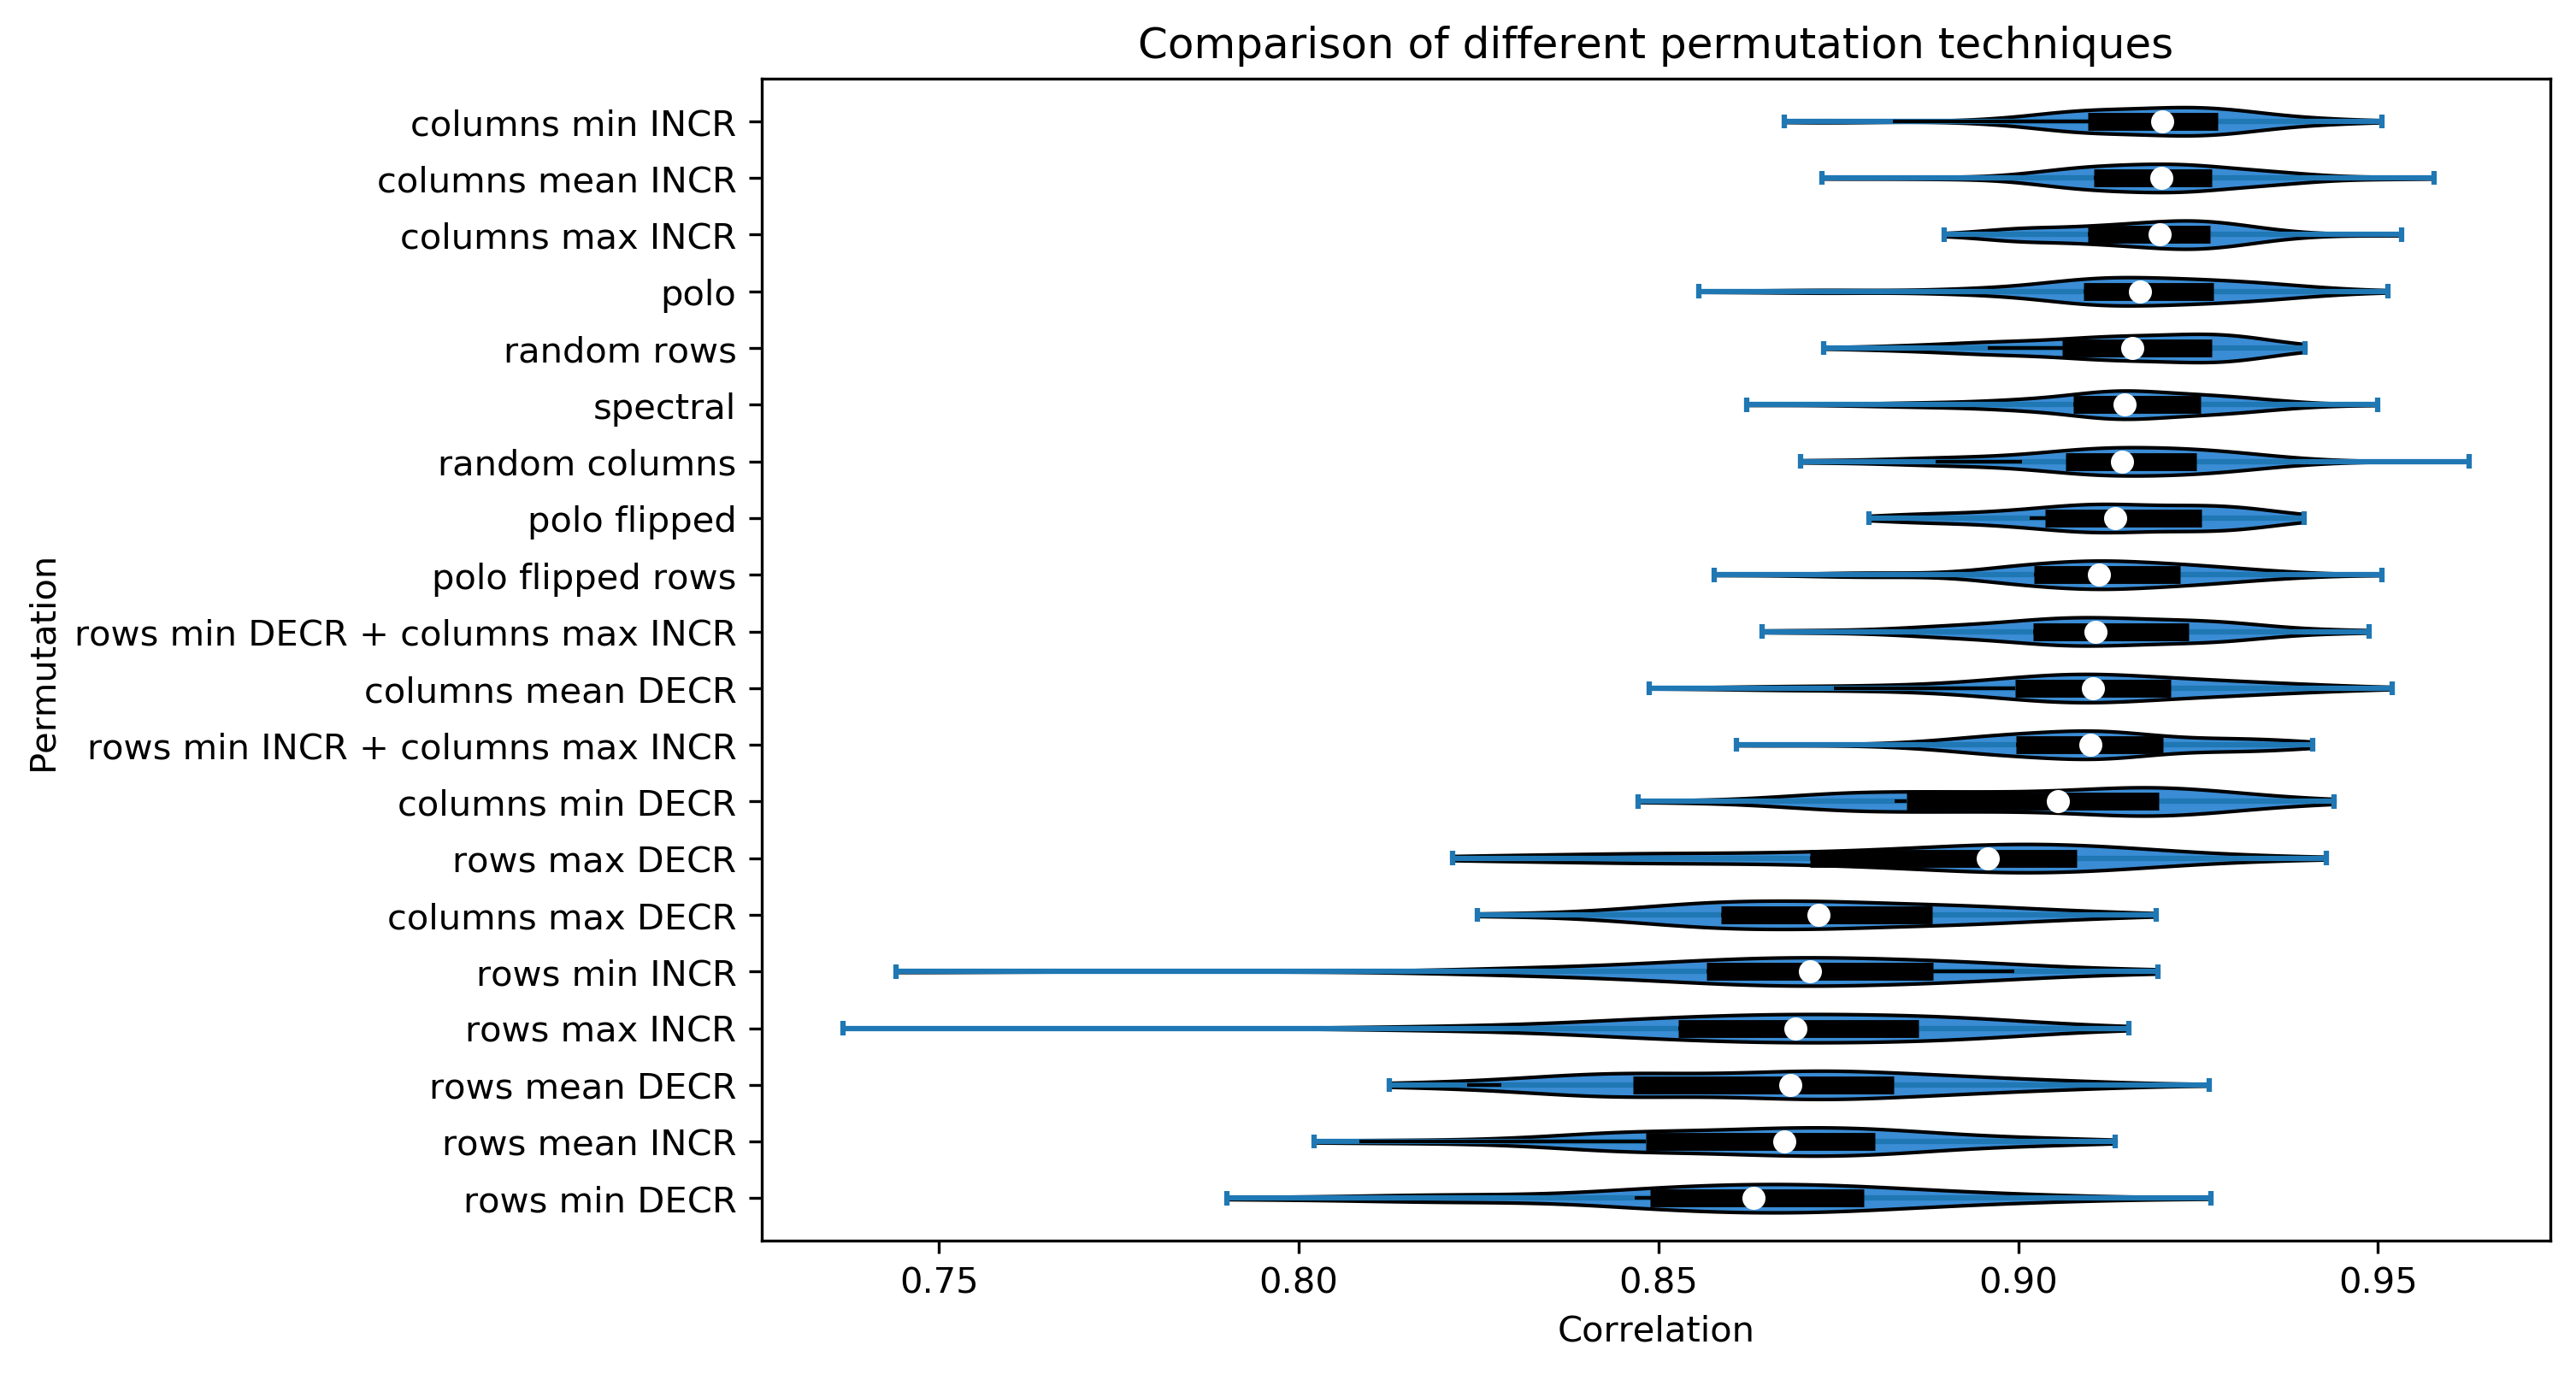 Comparison of different permutation techniques
columns min INCR
columns mean INCR
columns max INCR
polo
random rows
spectral
random columns
polo flipped
polo flipped rows
rows min DECR + columns max INCR
columns mean DECR
rows min INCR + columns max INCR
columns min DECR
rows max DECR
columns max DECR
rows min INCR
rows max INCR
rows mean DECR
rows mean INCR
rows min DECR
Permutation
0.75 0.80 0.85 0.90 0.95
Correlation